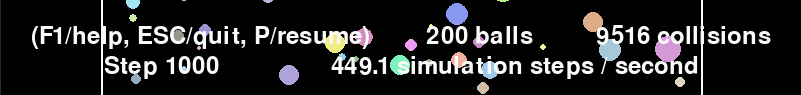 (F1/help, ESC/quit, P/resume) 200 balls 9516 collisions
Step 1000 449.1 simulation steps / second